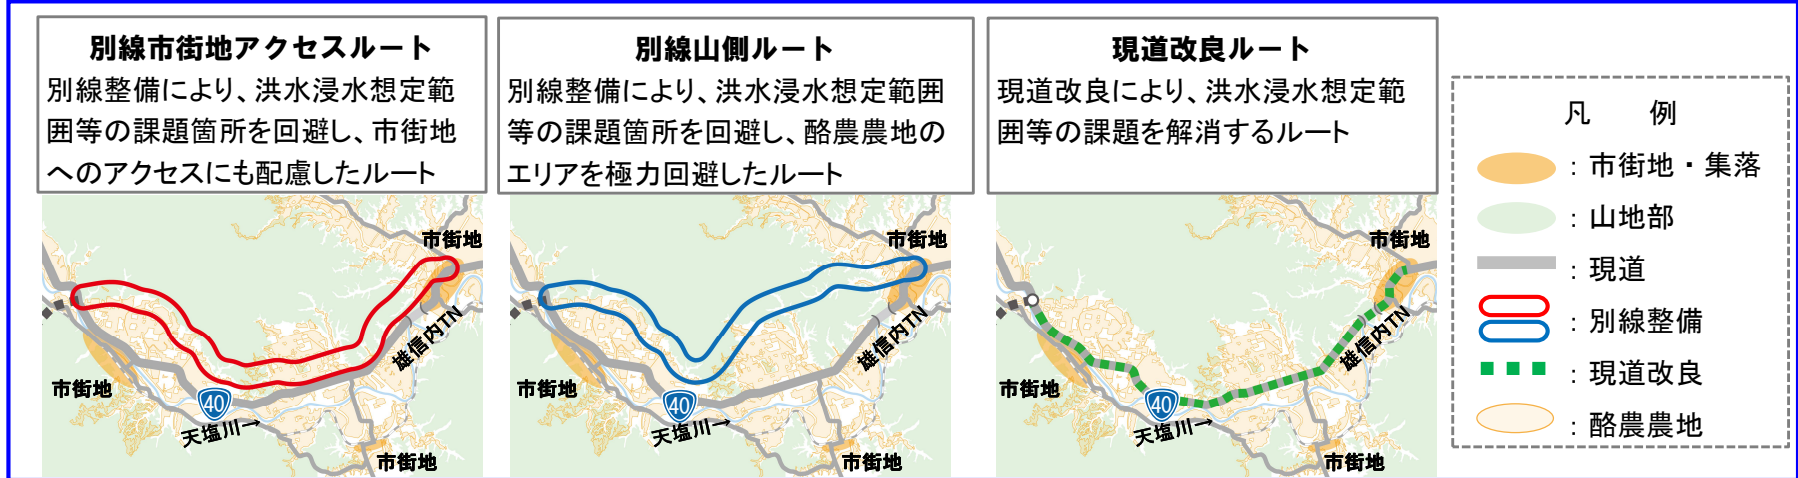 別線市街地アクセスルート
別線整備により、洪水浸水想定範
囲等の課題箇所を回避し、市街地
へのアクセスにも配慮したルート
別線山側ルート
別線整備により、洪水浸水想定範囲
等の課題箇所を回避し、酪農農地の
エリアを極力回避したルート
現道改良ルート
現道改良により、洪水浸水想定範
囲等の課題を解消するルート
凡　例
：市街地・集落
：山地部
：現道
：別線整備
：現道改良
：酪農農地
市街地
雄信内TN
市街地
40
天塩川→
市街地
市街地
雄信内TN
市街地
40
天塩川→
市街地
市街地
雄信内TN
市街地
40
天塩川→
市街地